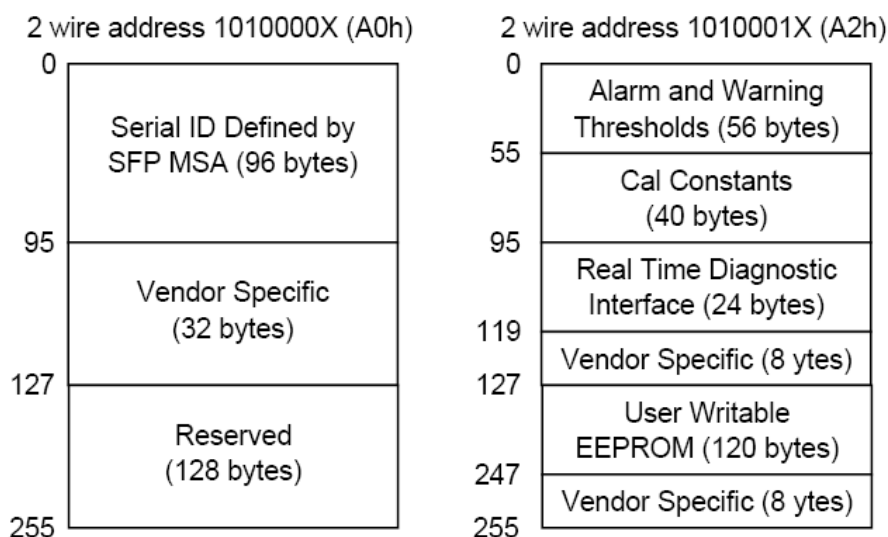 2 wire address 1010000X (A0h)
0
Serial ID Defined by
SFP MSA (96 bytes)
95
Vendor Specific
(32 bytes)
127
Reserved
(128 bytes)
255
2 wire address 1010001X (A2h)
0
Alarm and Warning
Thresholds (56 bytes)
55
Cal Constants
(40 bytes)
95
Real Time Diagnostic
Interface (24 bytes)
119
Vendor Specific (8 ytes)
127
User Writable
EEPROM (120 bytes)
247
Vendor Specific (8 ytes)
255